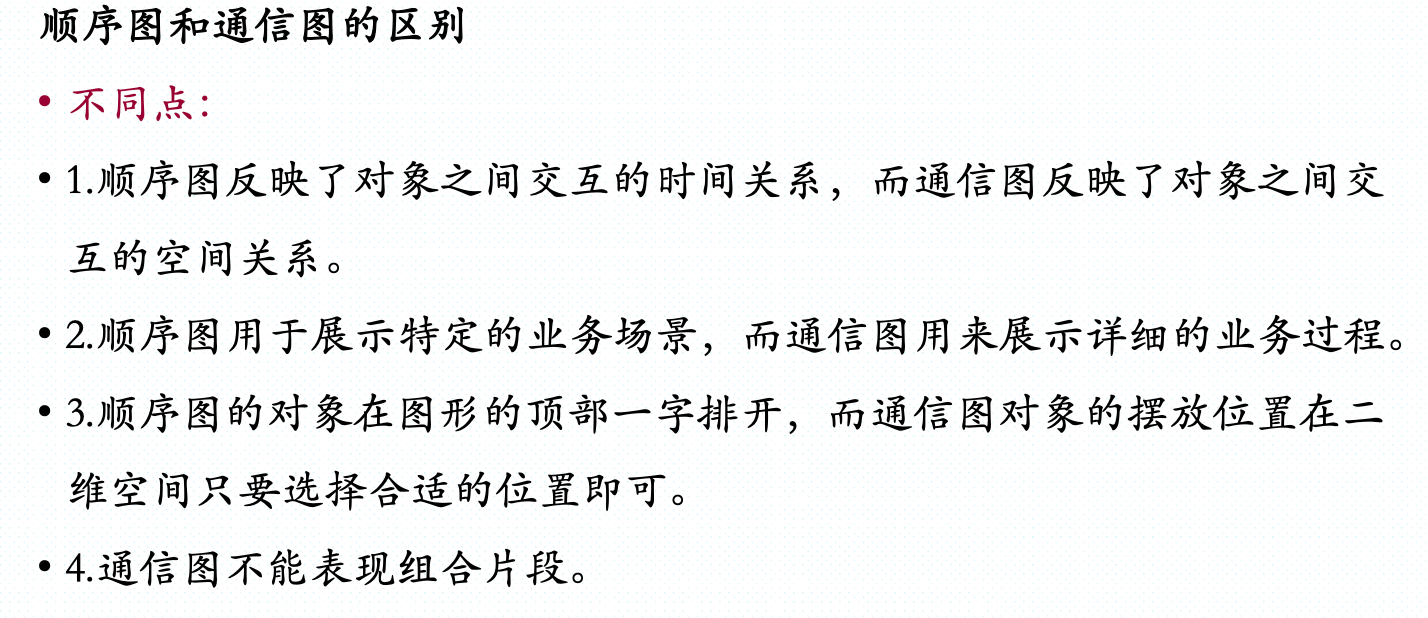 顺序图和通信图的区别
• 不同点：
• 1.顺序图反映了对象之间交互的时间关系，而通信图反映了对象之间交
互的空间关系。
• 2.顺序图用于展示特定的业务场景，而通信图用来展示详细的业务过程。
• 3.顺序图的对象在图形的顶部一字排开，而通信图对象的摆放位置在二
维空间只要选择合适的位置即可。
• 4.通信图不能表现组合片段。